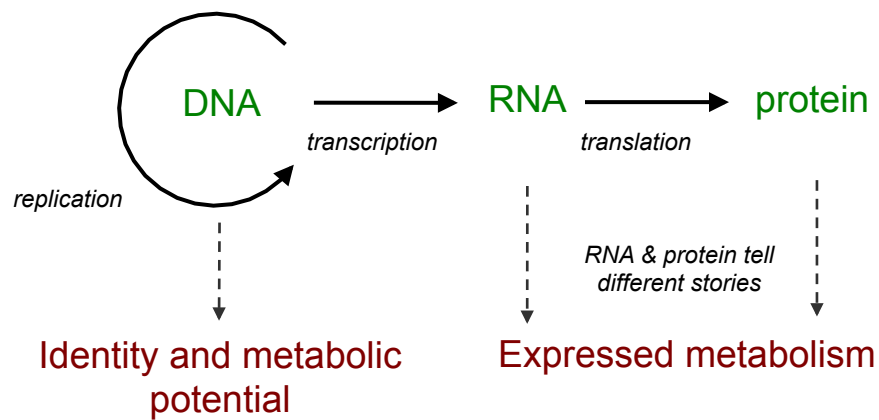 DNA
RNA
protein
transcription
translation
replication
RNA & protein tell
different stories
Identity and metabolic
potential
Expressed metabolism